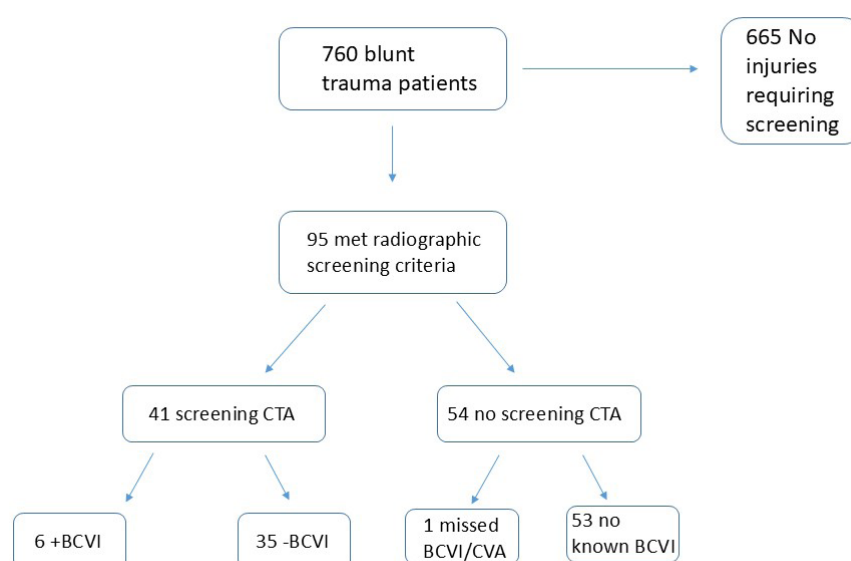 760 blunt
trauma patients
665 No
injuries
requiring
screening
95 met radiographic
screening criteria
41 screening CTA
54 no screening CTA
6 +BCVI
35 -BCVI
1 missed
BCVI/CVA
53 no
known BCVI